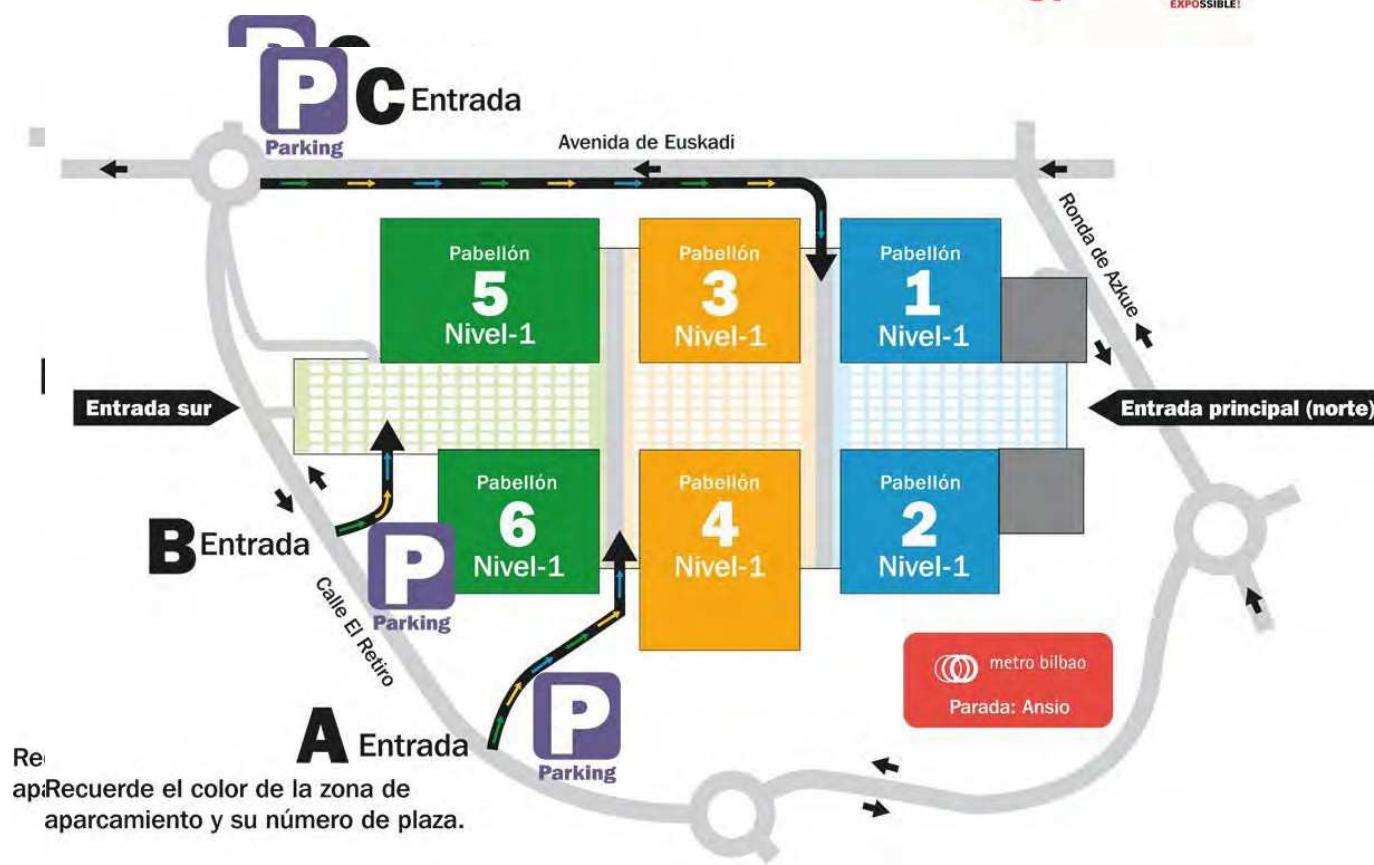 EXPOSSIBLE!
P
C Entrada
Parking
Avenida de Euskadi
Ronda de Azkue
Pabellón
5
Nivel-1
Pabellón
3
Nivel-1
Pabellón
1
Nivel-1
Entrada sur
Entrada principal (norte)
Pabellón
6
Nivel-1
Pabellón
4
Nivel-1
Pabellón
2
Nivel-1
B Entrada
P
Parking
Calle El Retiro
metro bilbao
Parada: Ansio
A Entrada
P
Parking
Recuerde el color de la zona de
aparcamiento y su número de plaza.